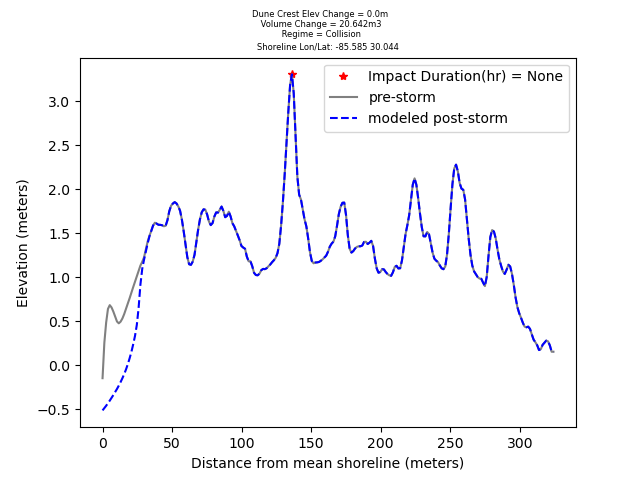 Dune Crest Elev Change = 0.0m
Volume Change = 20.642m3
Regime = Collision
Shoreline Lon/Lat: -85.585 30.044
Impact Duration(hr) = None
pre-storm
modeled post-storm
Elevation (meters)
3.0
2.5
2.0
1.5
1.0
0.5
0.0
−0.5
0 50 100 150 200 250 300
Distance from mean shoreline (meters)